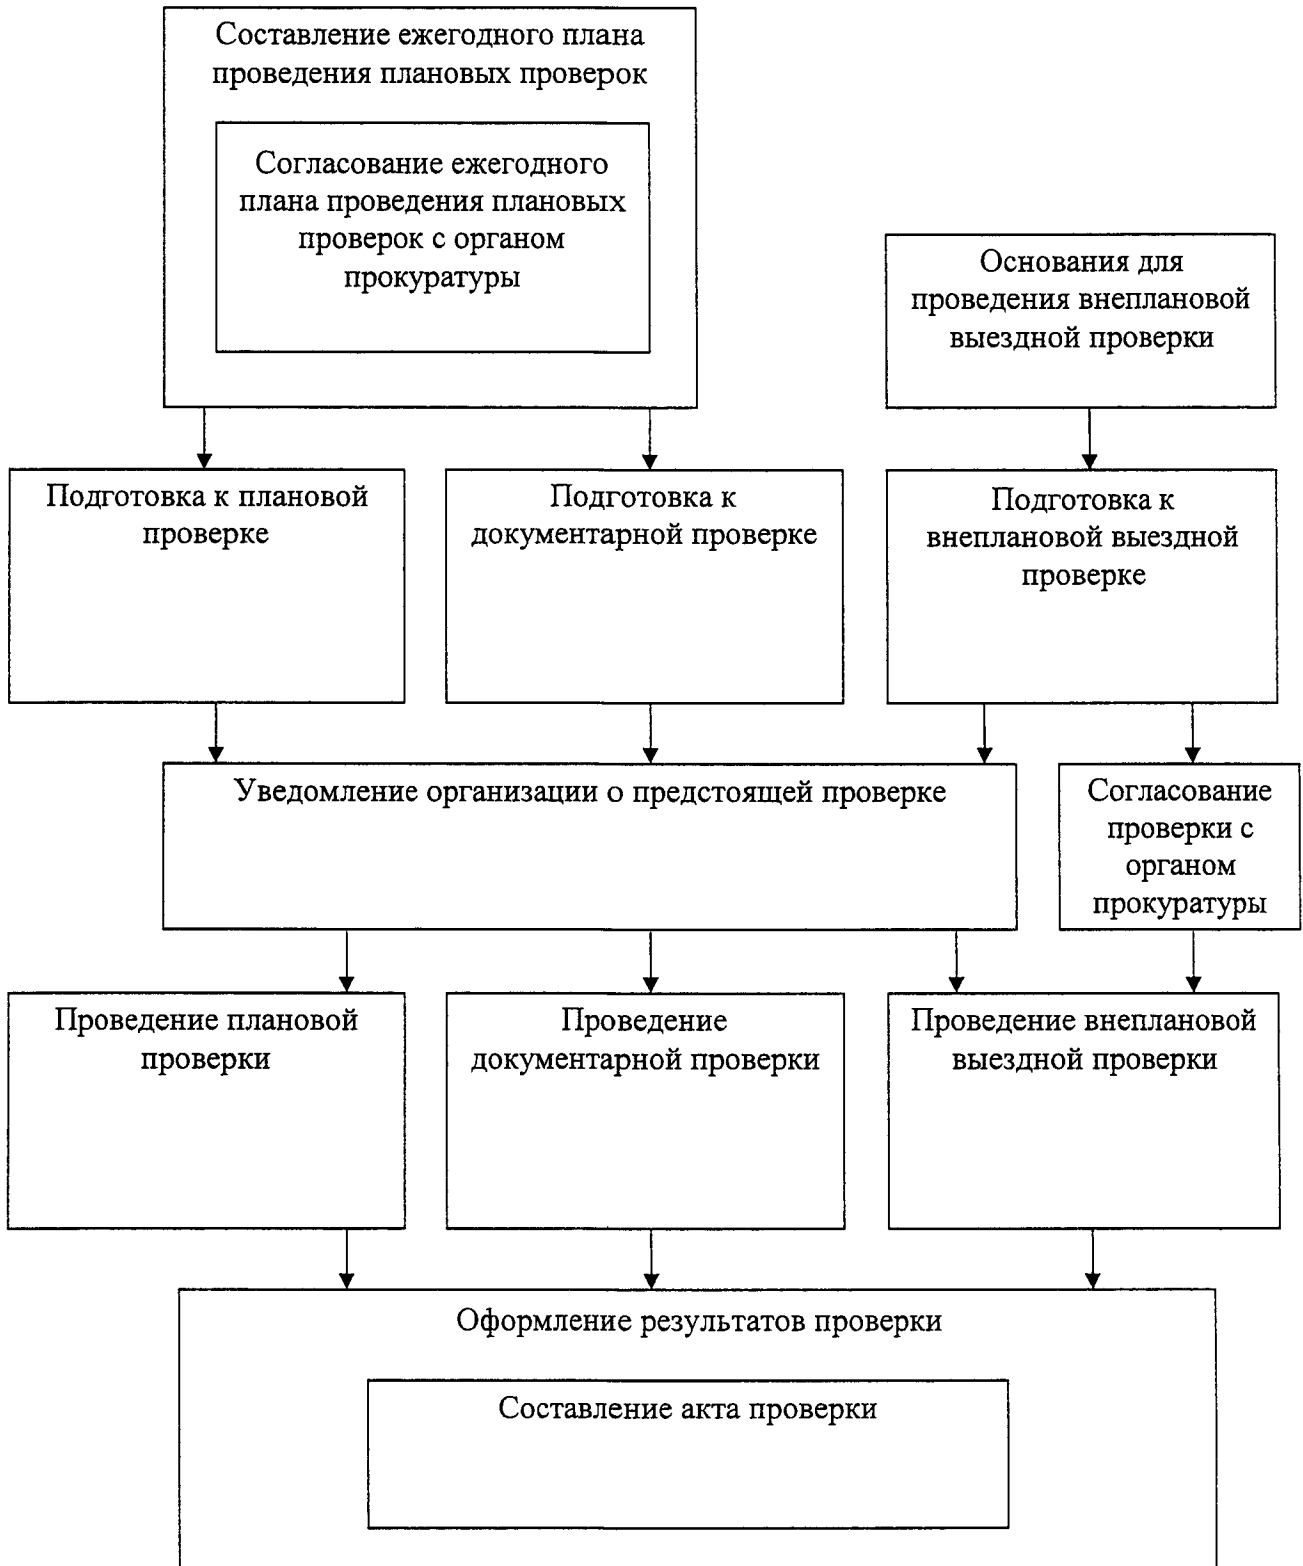 Составление ежегодного плана
проведения плановых проверок
Согласование ежегодного
плана проведения плановых
проверок с органом
прокуратуры
Основания для
проведения внеплановой
выездной проверки
Подготовка к плановой
проверке
Подготовка к
документарной проверке
Подготовка к
внеплановой выездной
проверке
Уведомление организации о предстоящей проверке
Согласование
проверки с
органом
прокуратуры
Проведение плановой
проверки
Проведение
документарной проверки
Проведение внеплановой
выездной проверки
Оформление результатов проверки
Составление акта проверки